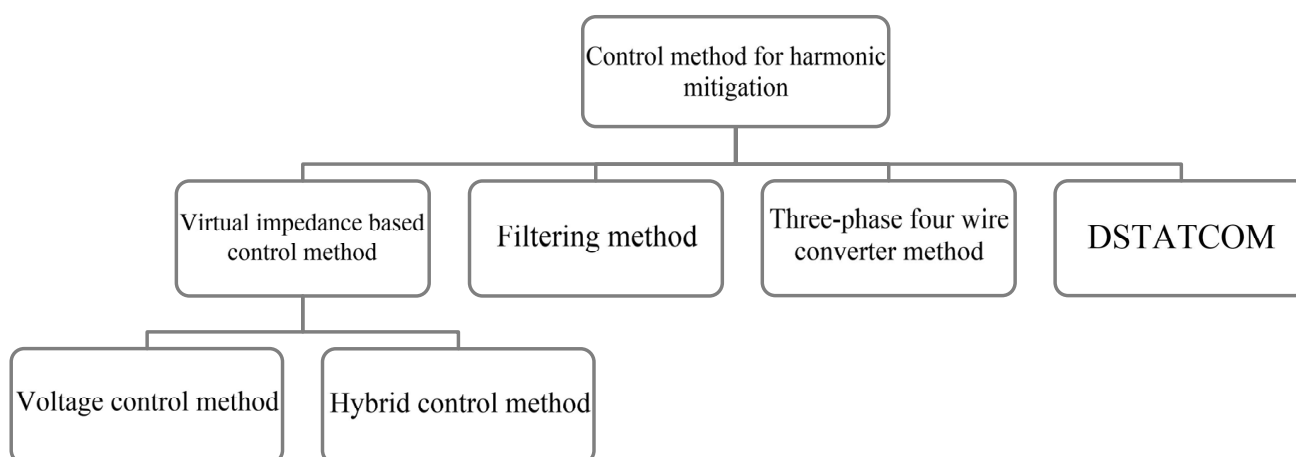 Control method for harmonic
mitigation
Virtual impedance based
control method
Filtering method
Three-phase four wire
converter method
DSTATCOM
Voltage control method
Hybrid control method